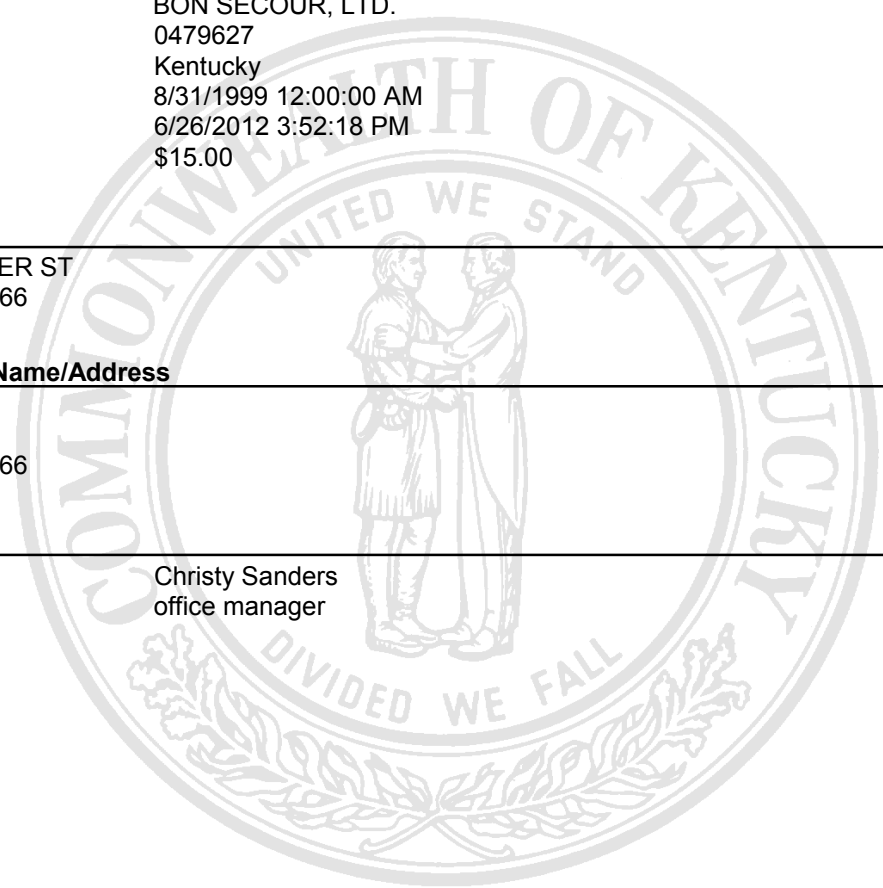 BON SECOUR, LTD.
0479627
Kentucky
8/31/1999 12:00:00 AM
6/26/2012 3:52:18 PM
$15.00
COMMONWEALTH OF KENTUCKY
UNITED WE STAND
ER ST
66
Name/Address
66
Christy Sanders
office manager
DIVIDED WE FALL